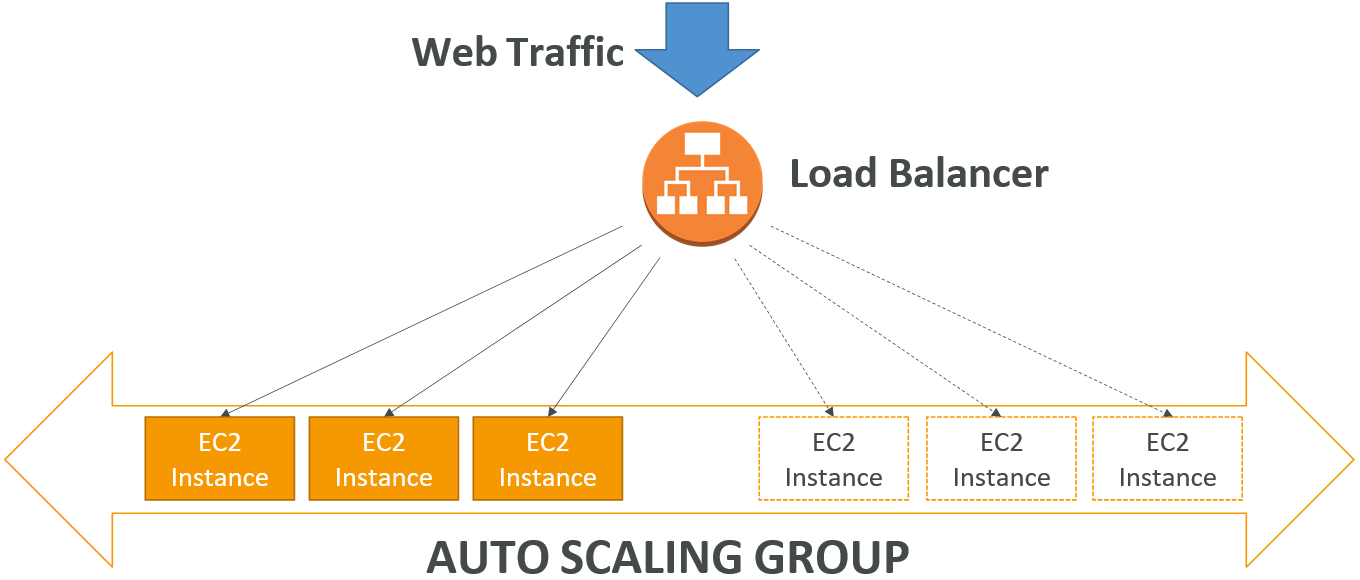 Web Traffic
Load Balancer
EC2
Instance
EC2
Instance
EC2
Instance
EC2
Instance
EC2
Instance
EC2
Instance
AUTO SCALING GROUP